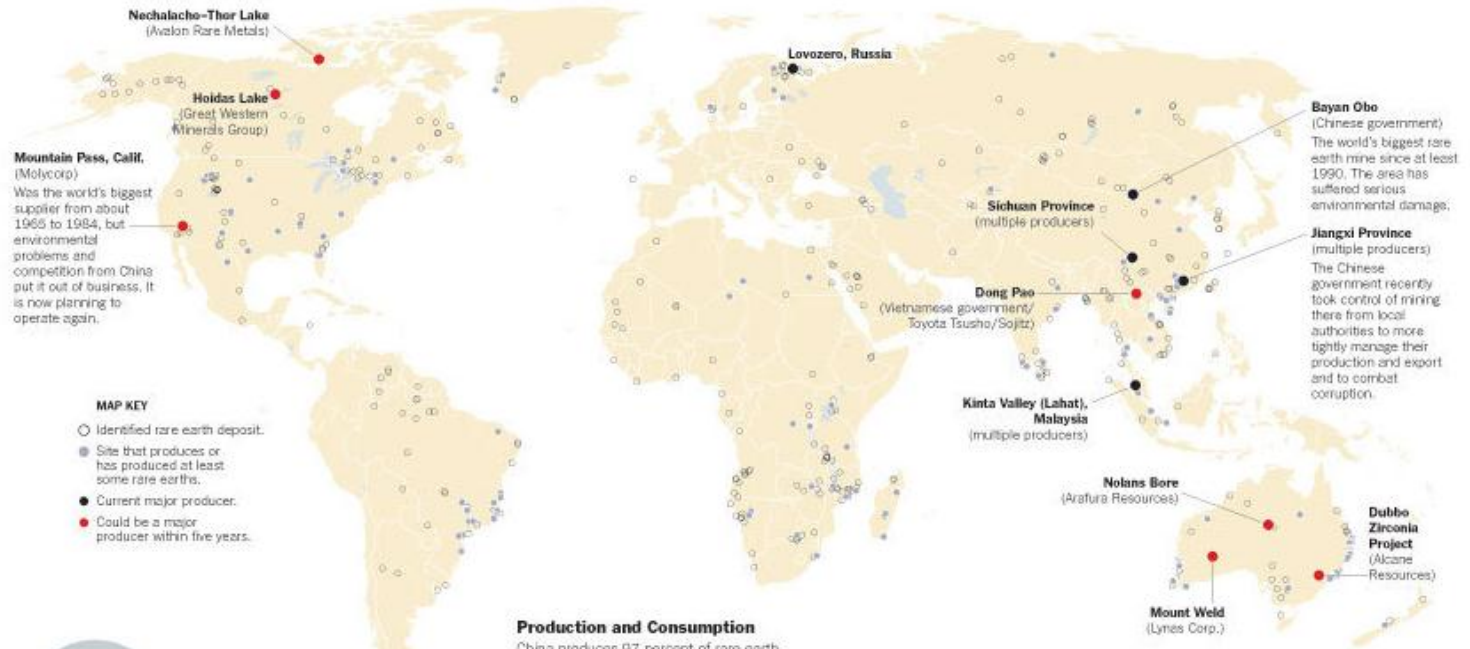 Nechalacho–Thor Lake
(Avalon Rare Metals)
Hoidas Lake
(Great Western
Minerals Group)
Mountain Pass, Calif.
(Molycorp)
Was the world's biggest
supplier from about
1965 to 1984, but
environmental
problems and
competition from China
put it out of business. It
is now planning to
operate again.
MAP KEY
Identified rare earth deposit.
Site that produces or
has produced at least
some rare earths.
Current major producer.
Could be a major
producer within five years.
Lovozero, Russia
Sichuan Province
(multiple producers)
Dong Pao
(Vietnamese government/
Toyota Tsusho/Sojitz)
Kinta Valley (Lahat),
Malaysia
(multiple producers)
Bayan Obo
(Chinese government)
The world's biggest rare
earth mine since at least
1990. The area has
suffered serious
environmental damage.
Jiangxi Province
(multiple producers)
The Chinese
government recently
took control of mining
there from local
authorities to more
tightly manage their
production and export
and to combat
corruption.
Nolans Bore
(Arafura Resources)
Dubbo
Zirconia
Project
(Alcane
Resources)
Mount Weld
(Lynas Corp.)
Production and Consumption
China produces 97 percent of rare earth